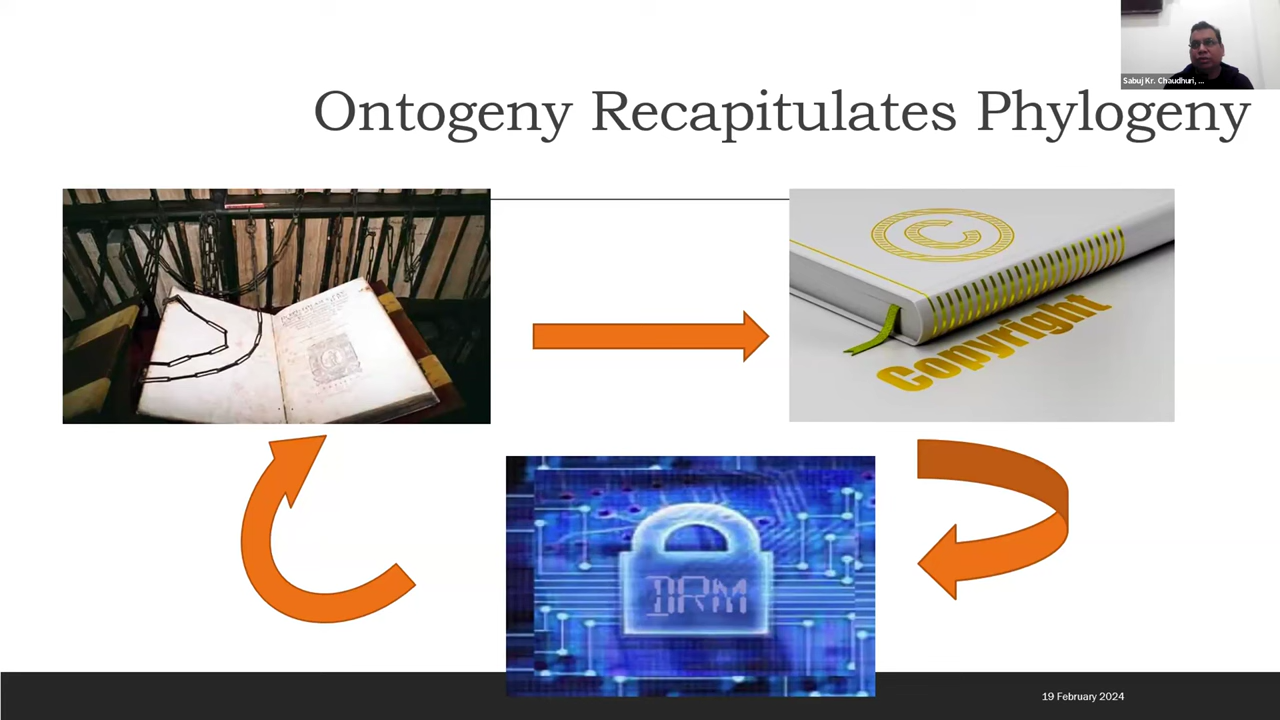 Sabuj Kr. Chaudhuri, ...
Ontogeny Recapitulates Phylogeny
©
Copyright
DRM
19 February 2024